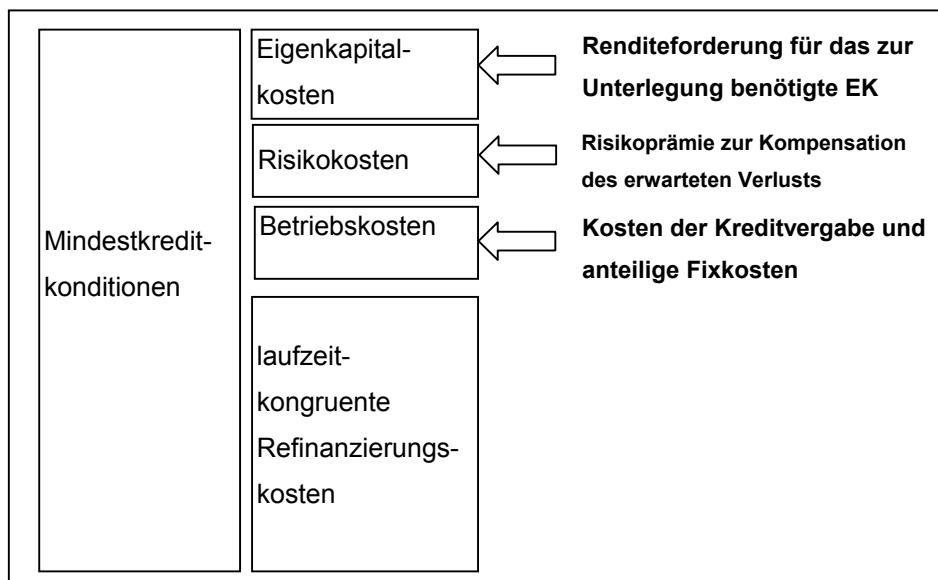 Eigenkapital-
kosten
Renditeforderung für das zur
Unterlegung benötigte EK
Risikokosten
Risikoprämie zur Kompensation
des erwarteten Verlusts
Mindestkredit-
konditionen
Betriebskosten
Kosten der Kreditvergabe und
anteilige Fixkosten
laufzeit-
kongruente
Refinanzierungs-
kosten